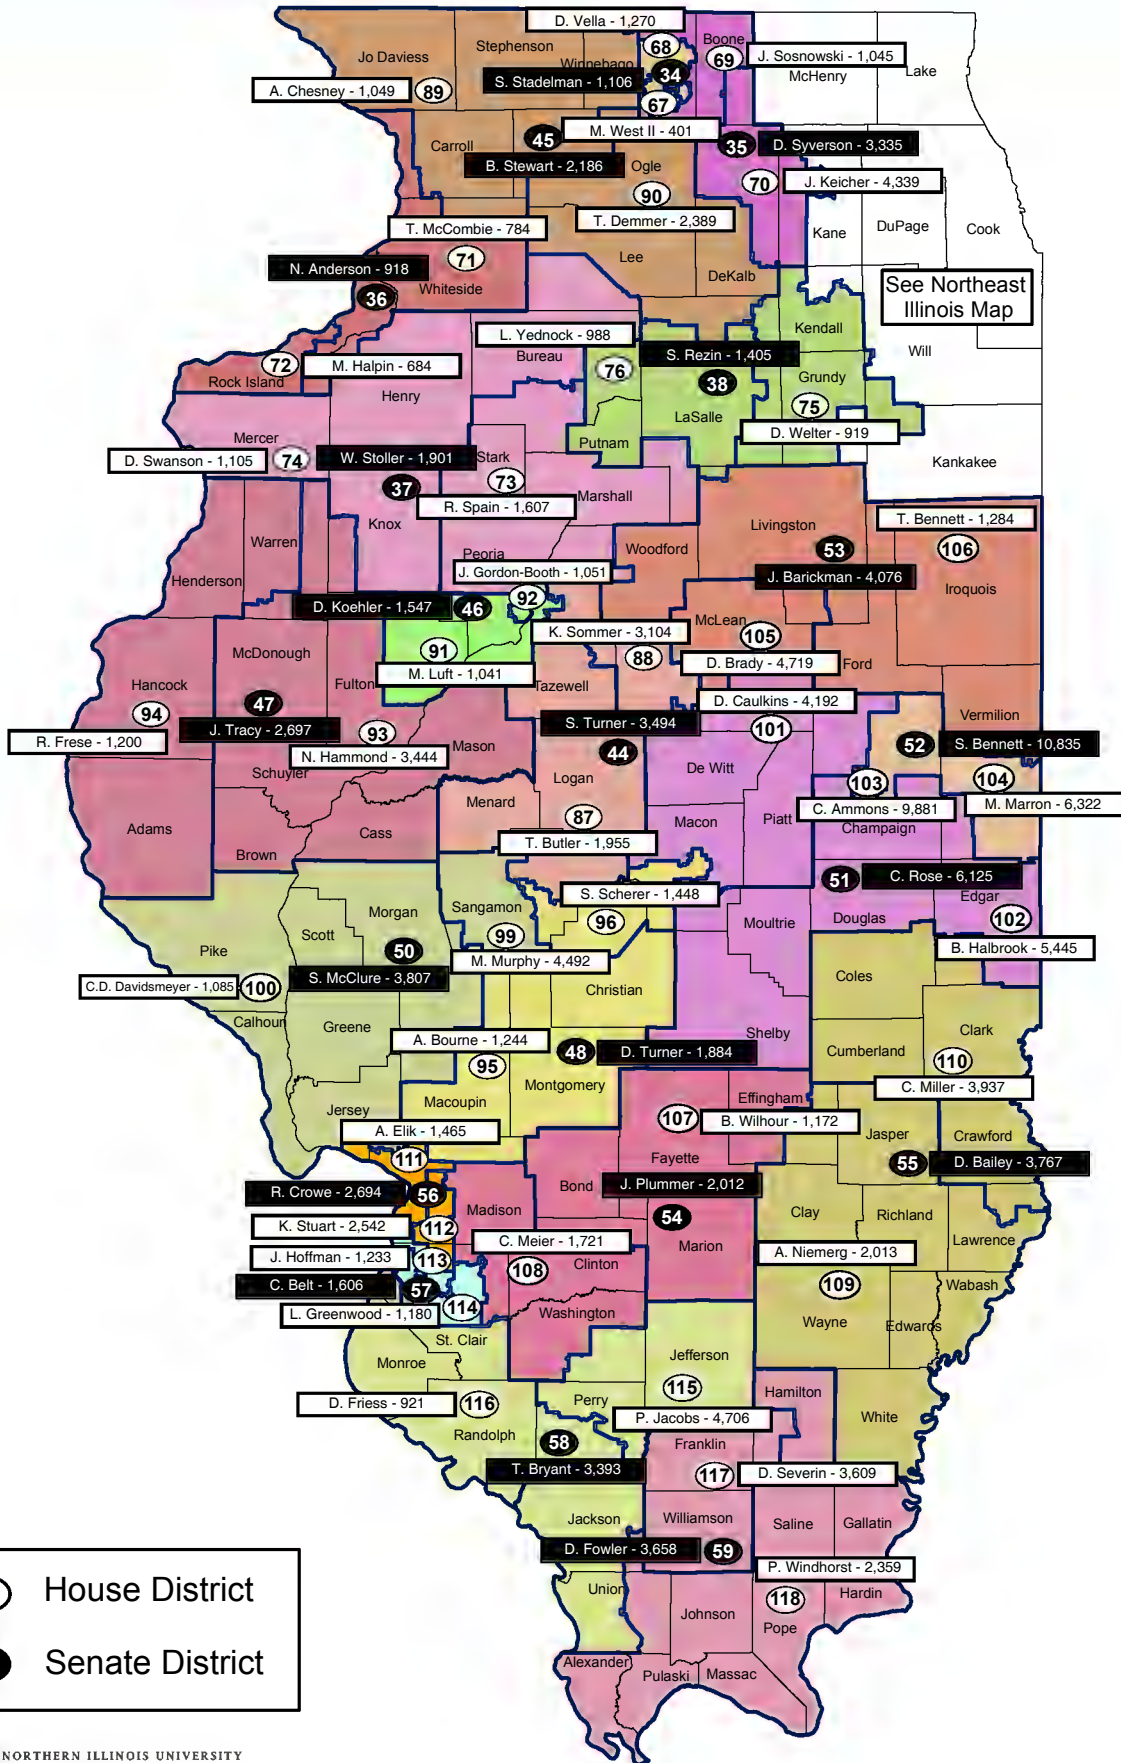 D. Vella - 1,270
68
Boone
69
J. Sosnowski - 1,045
Jo Daviess
Stephenson
Winnebago
34
S. Stadelman - 1,106
McHenry
Lake
A. Chesney - 1,049
89
67
M. West II - 401
Carroll
45
B. Stewart - 2,186
Ogle
35
D. Syverson - 3,335
70
J. Keicher - 4,339
90
T. Demmer - 2,389
T. McCombie - 784
Kane
DuPage
Cook
71
Lee
DeKalb
N. Anderson - 918
36
Whiteside
See Northeast
Illinois Map
Kendall
L. Yednock - 988
Bureau
76
S. Rezin - 1,405
38
Will
72
M. Halpin - 684
Rock Island
Henry
Grundy
75
LaSalle
D. Welter - 919
Putnam
Mercer
74
D. Swanson - 1,105
W. Stoller - 1,901
Stark
37
73
R. Spain - 1,607
Marshall
Kankakee
Knox
Livingston
T. Bennett - 1,284
106
Warren
Woodford
53
Peoria
Henderson
J. Gordon-Booth - 1,051
J. Barickman - 4,076
Iroquois
D. Koehler - 1,547
46
92
McLean
105
K. Sommer - 3,104
McDonough
91
M. Luft - 1,041
88
D. Brady - 4,719
Ford
Hancock
Fulton
Tazewell
D. Caulkins - 4,192
94
47
J. Tracy - 2,697
93
S. Turner - 3,494
101
Vermilion
R. Frese - 1,200
N. Hammond - 3,444
Mason
44
52
S. Bennett - 10,835
Schuyler
De Witt
Logan
103
104
Menard
C. Ammons - 9,881
M. Marron - 6,322
87
Macon
Piatt
Champaign
Adams
Cass
T. Butler - 1,955
Brown
51
C. Rose - 6,125
S. Scherer - 1,448
Edgar
Morgan
Sangamon
96
Moultrie
Douglas
102
Scott
99
Pike
50
M. Murphy - 4,492
B. Halbrook - 5,445
S. McClure - 3,807
C.D. Davidsmeyer - 1,085
100
Christian
Coles
Calhoun
Greene
Shelby
Clark
A. Bourne - 1,244
48
D. Turner - 1,884
Cumberland
110
95
Montgomery
C. Miller - 3,937
Macoupin
Effingham
Jersey
107
B. Wilhour - 1,172
A. Elik - 1,465
Jasper
Crawford
111
Fayette
55
D. Bailey - 3,767
R. Crowe - 2,694
56
Bond
J. Plummer - 2,012
Madison
54
Clay
Richland
K. Stuart - 2,542
112
C. Meier - 1,721
Marion
Lawrence
J. Hoffman - 1,233
113
108
Clinton
A. Niemerg - 2,013
C. Belt - 1,606
57
109
Wabash
L. Greenwood - 1,180
114
Washington
Wayne
Edwards
St. Clair
Monroe
Jefferson
115
Hamilton
D. Friess - 921
116
Perry
P. Jacobs - 4,706
White
Randolph
58
Franklin
T. Bryant - 3,393
117
D. Severin - 3,609
Jackson
Williamson
Saline
Gallatin
D. Fowler - 3,658
59
P. Windhorst - 2,359
House District
Union
118
Hardin
Johnson
Pope
Senate District
Alexander
Pulaski
Massac
NORTHERN ILLINOIS UNIVERSITY